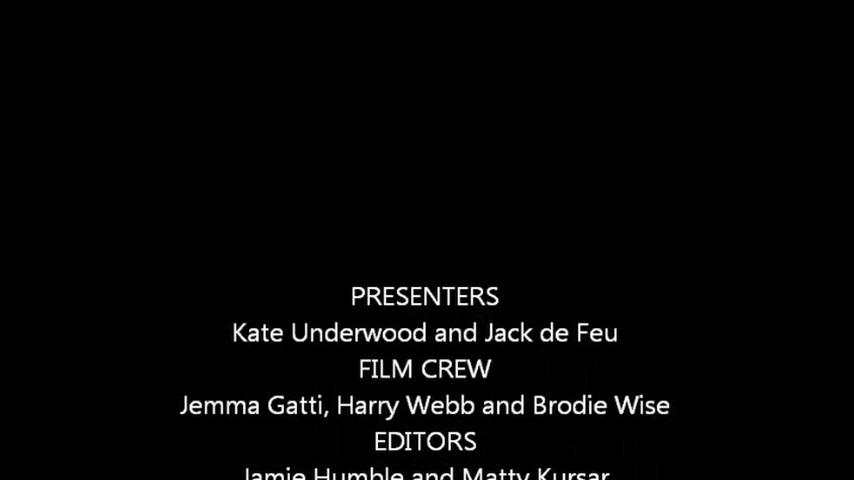 PRESENTERS
Kate Underwood and Jack de Feu
FILM CREW
Jemma Gatti, Harry Webb and Brodie Wise
EDITORS
Jamie Humble and Matty Kursar